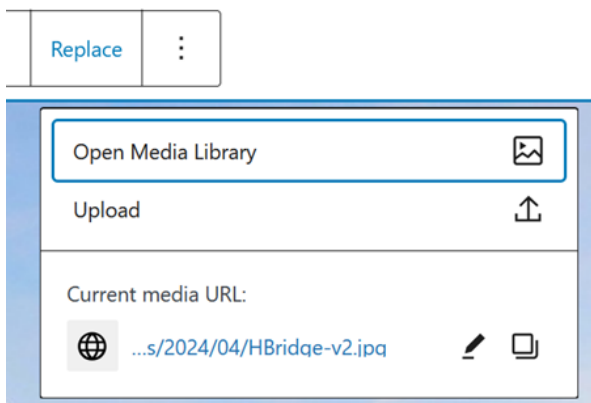 Replace
Open Media Library
Upload
Current media URL:
...s/2024/04/HBridge-v2.jpg